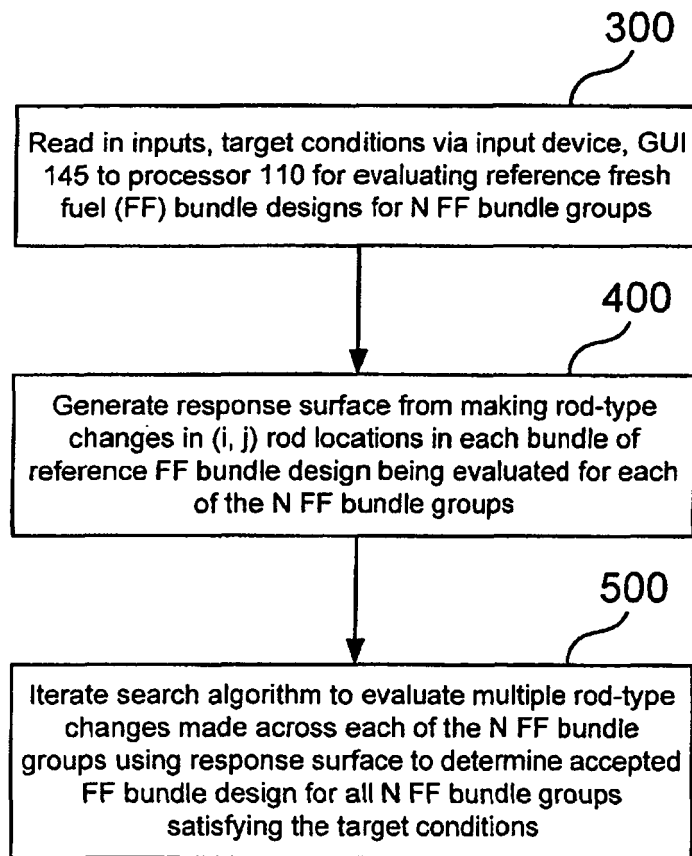 300
Read in inputs, target conditions via input device, GUI
145 to processor 110 for evaluating reference fresh
fuel (FF) bundle designs for N FF bundle groups
400
Generate response surface from making rod-type
changes in (i, j) rod locations in each bundle of
reference FF bundle design being evaluated for each
of the N FF bundle groups
500
Iterate search algorithm to evaluate multiple rod-type
changes made across each of the N FF bundle
groups using response surface to determine accepted
FF bundle design for all N FF bundle groups
satisfying the target conditions